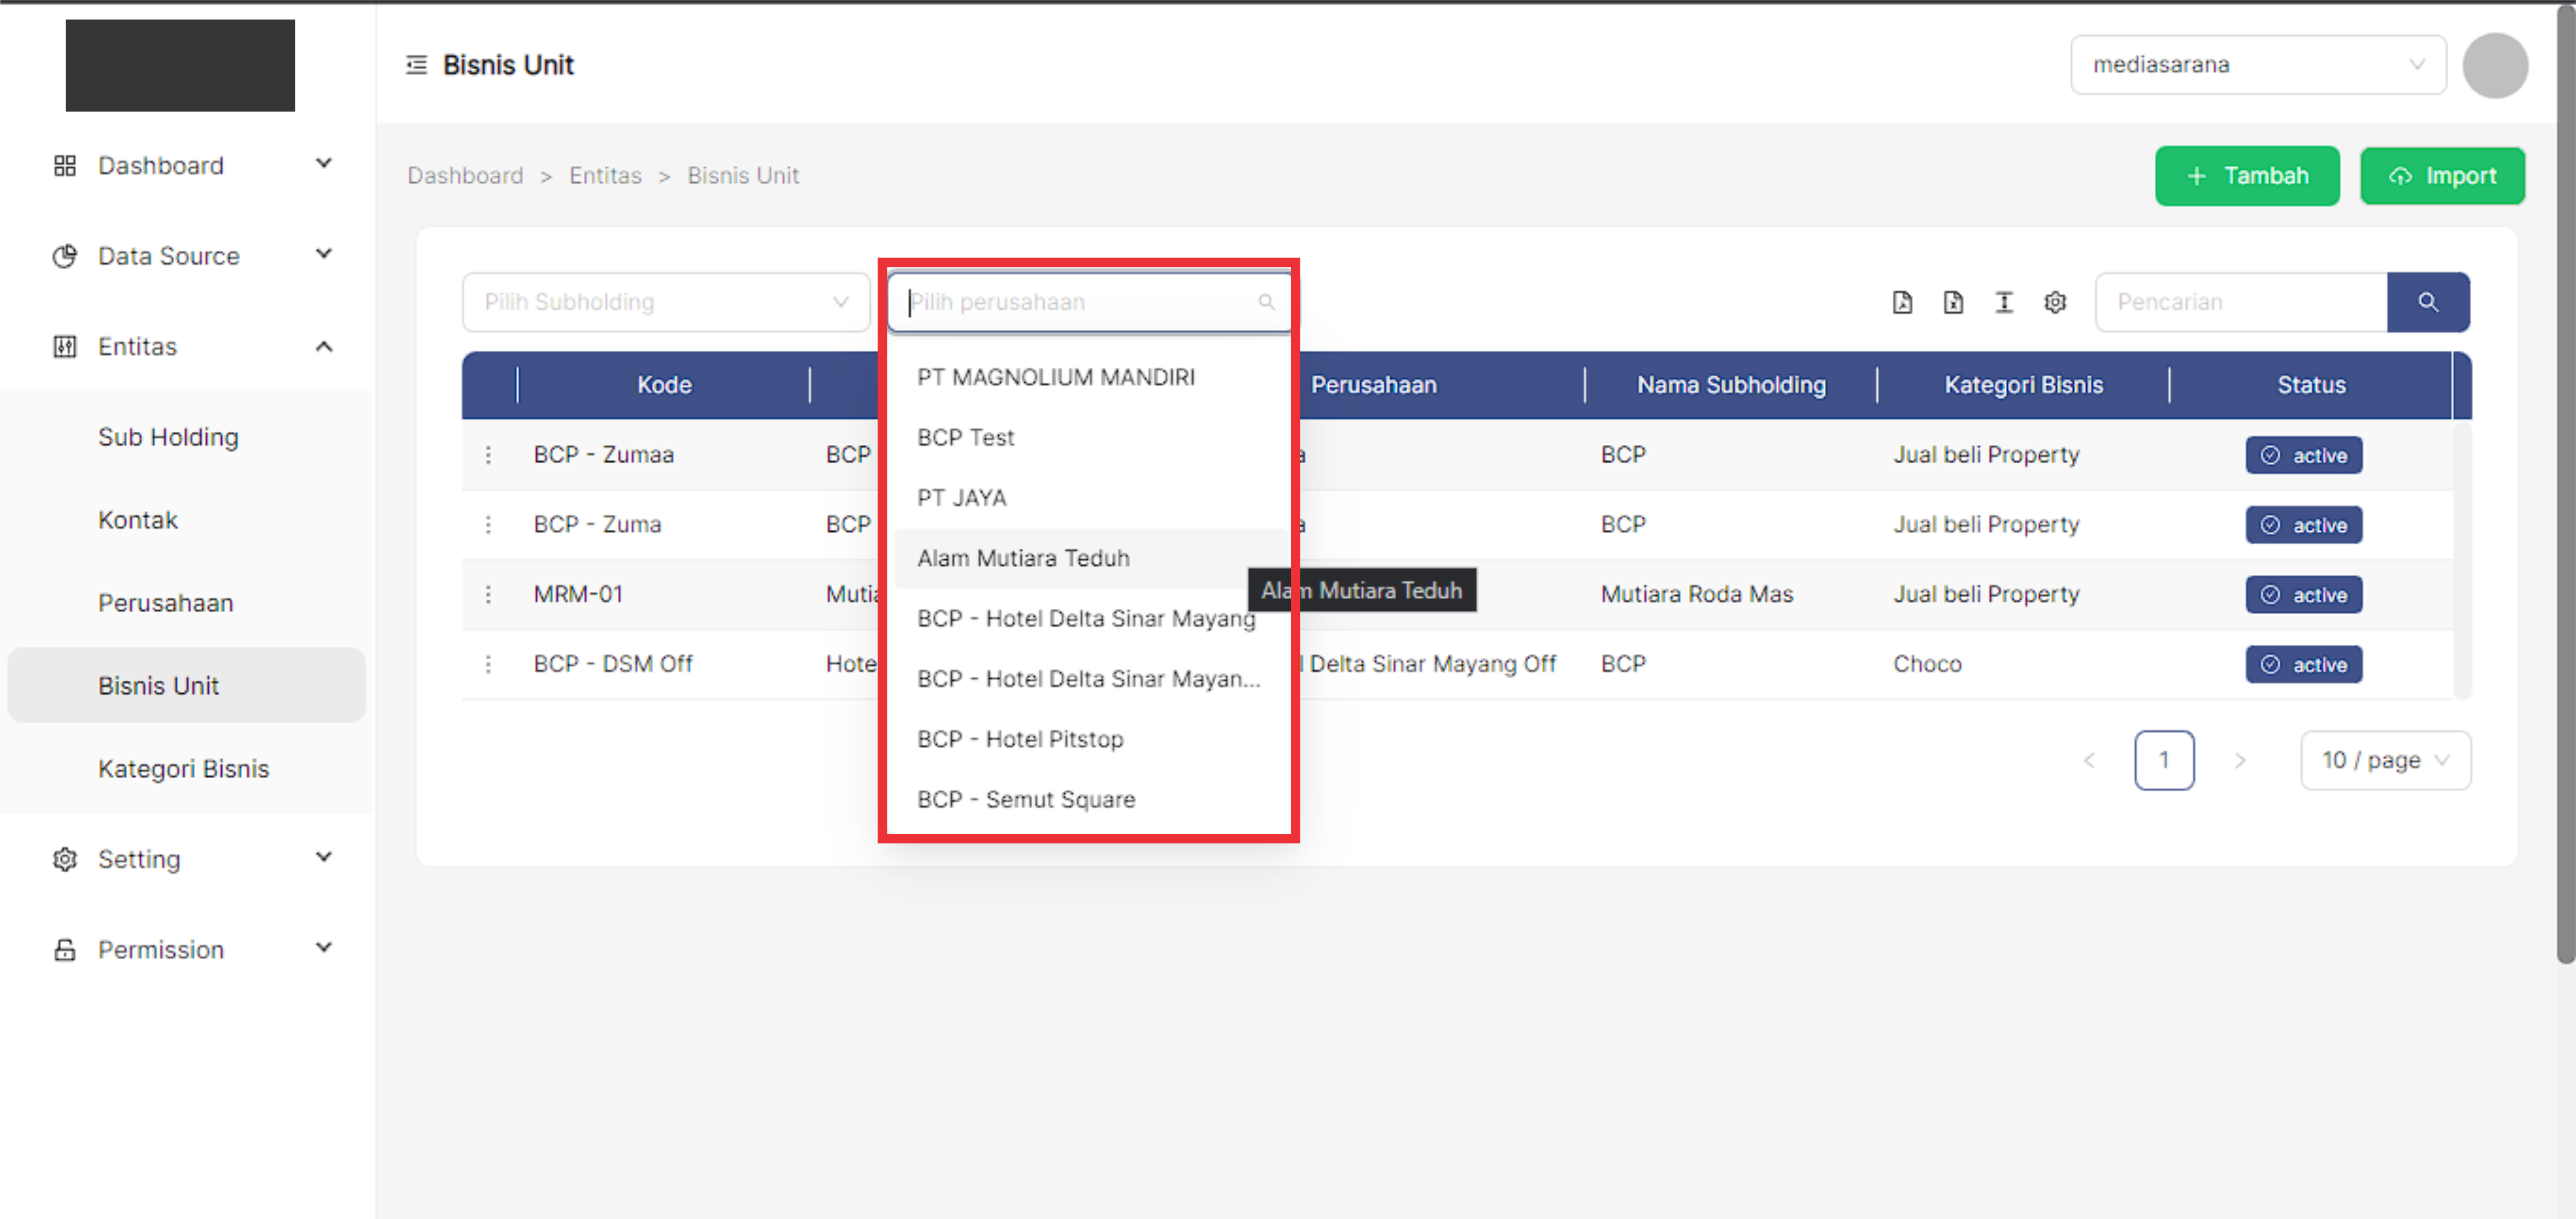 Bisnis Unit
mediasarana
Dashboard
Data Source
Entitas
Sub Holding
Kontak
Perusahaan
Bisnis Unit
Kategori Bisnis
Setting
Permission
Dashboard > Entitas > Bisnis Unit
+ Tambah
Import
Pilih Subholding
Pilih perusahaan
Pencarian
PT MAGNOLIUM MANDIRI
BCP Test
PT JAYA
Alam Mutiara Teduh
Alam Mutiara Teduh
BCP - Hotel Delta Sinar Mayang
BCP - Hotel Delta Sinar Mayan...
BCP - Hotel Pitstop
BCP - Semut Square
Kode Perusahaan Nama Subholding Kategori Bisnis Status
BCP - Zumaa BCP a BCP Jual beli Property active
BCP - Zuma BCP a BCP Jual beli Property active
MRM-01 Mutia Mutiara Roda Mas Jual beli Property active
BCP - DSM Off Hote l Delta Sinar Mayang Off BCP Choco active
< 1 > 10 / page